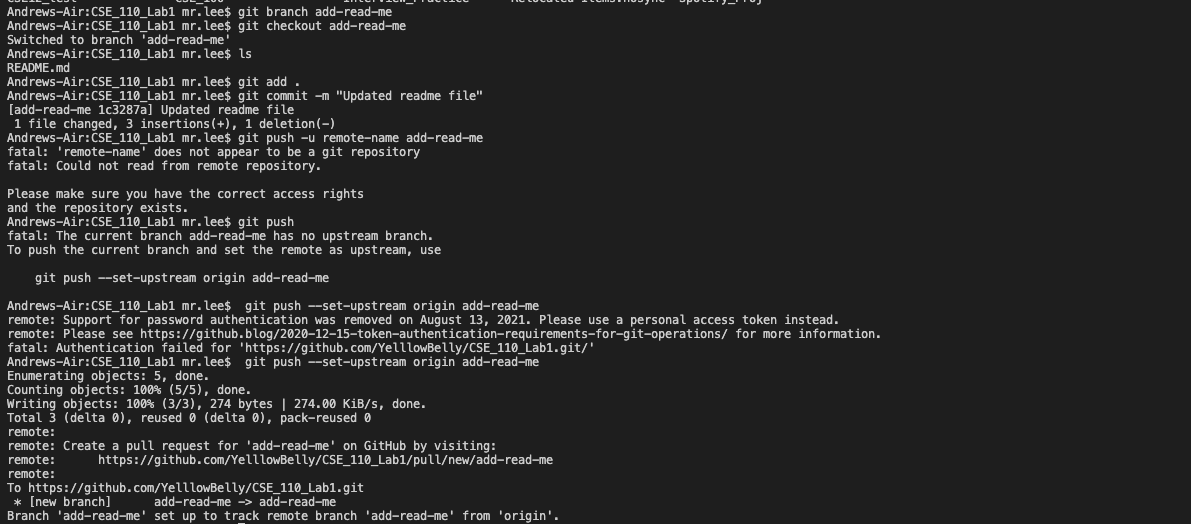 Andrews-Air:CSE_110_Lab1 mr.lee$ git branch add-read-me
Andrews-Air:CSE_110_Lab1 mr.lee$ git checkout add-read-me
Switched to branch 'add-read-me'
Andrews-Air:CSE_110_Lab1 mr.lee$ ls
README.md
Andrews-Air:CSE_110_Lab1 mr.lee$ git add .
Andrews-Air:CSE_110_Lab1 mr.lee$ git commit -m "Updated readme file"
[add-read-me 1c3287a] Updated readme file
 1 file changed, 3 insertions(+), 1 deletion(-)
Andrews-Air:CSE_110_Lab1 mr.lee$ git push -u remote-name add-read-me
fatal: 'remote-name' does not appear to be a git repository
fatal: Could not read from remote repository.

Please make sure you have the correct access rights
and the repository exists.
Andrews-Air:CSE_110_Lab1 mr.lee$ git push
fatal: The current branch add-read-me has no upstream branch.
To push the current branch and set the remote as upstream, use

    git push --set-upstream origin add-read-me

Andrews-Air:CSE_110_Lab1 mr.lee$  git push --set-upstream origin add-read-me
remote: Support for password authentication was removed on August 13, 2021. Please use a personal access token instead.
remote: Please see https://github.blog/2020-12-15-token-authentication-requirements-for-git-operations/ for more information.
fatal: Authentication failed for 'https://github.com/YelllowBelly/CSE_110_Lab1.git/'
Andrews-Air:CSE_110_Lab1 mr.lee$  git push --set-upstream origin add-read-me
Enumerating objects: 5, done.
Counting objects: 100% (5/5), done.
Writing objects: 100% (3/3), 274 bytes | 274.00 KiB/s, done.
Total 3 (delta 0), reused 0 (delta 0), pack-reused 0
remote:
remote: Create a pull request for 'add-read-me' on GitHub by visiting:
remote:      https://github.com/YelllowBelly/CSE_110_Lab1/pull/new/add-read-me
remote:
To https://github.com/YelllowBelly/CSE_110_Lab1.git
 * [new branch]      add-read-me -> add-read-me
Branch 'add-read-me' set up to track remote branch 'add-read-me' from 'origin'.